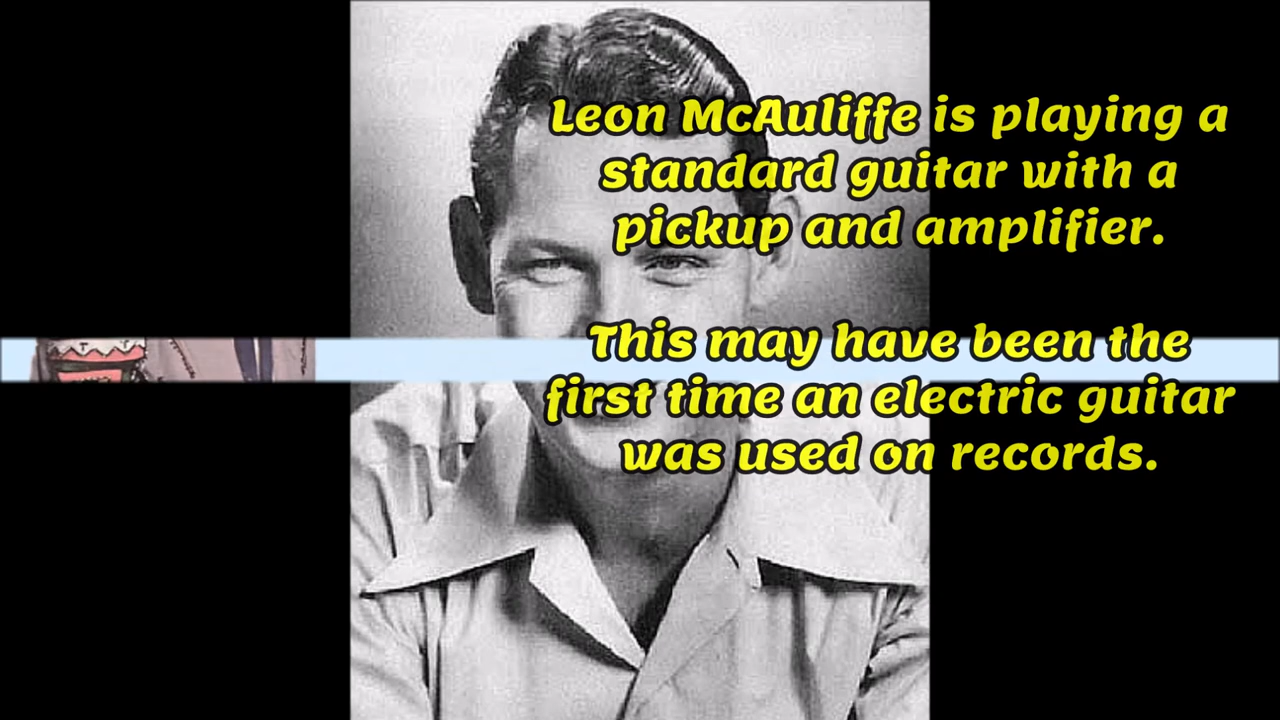 Leon McAuliffe is playing a
standard guitar with a
pickup and amplifier.
This may have been the
first time an electric guitar
was used on records.